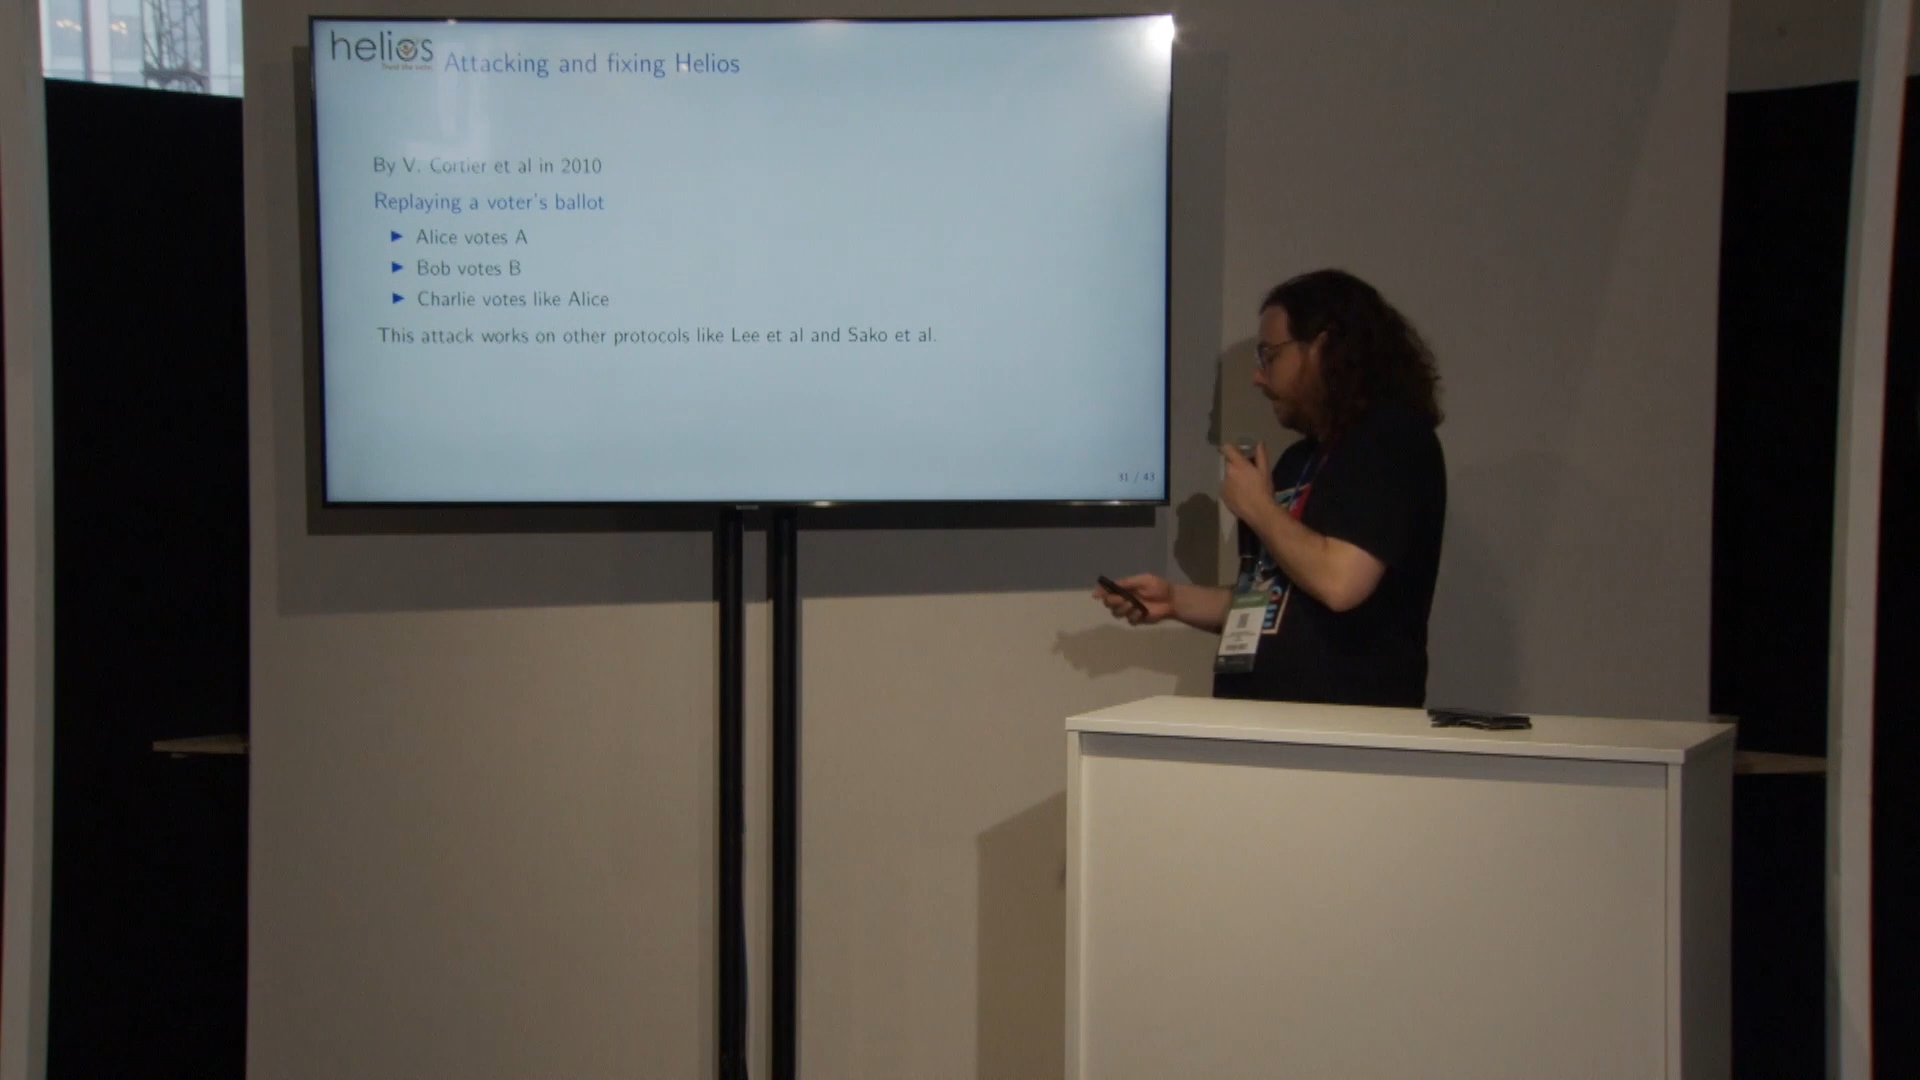 helios
Attacking and fixing Helios
By V. Cortier et al in 2010
Replaying a voter's ballot
▶ Alice votes A
▶ Bob votes B
▶ Charlie votes like Alice
This attack works on other protocols like Lee et al and Sako et al.
31 / 43